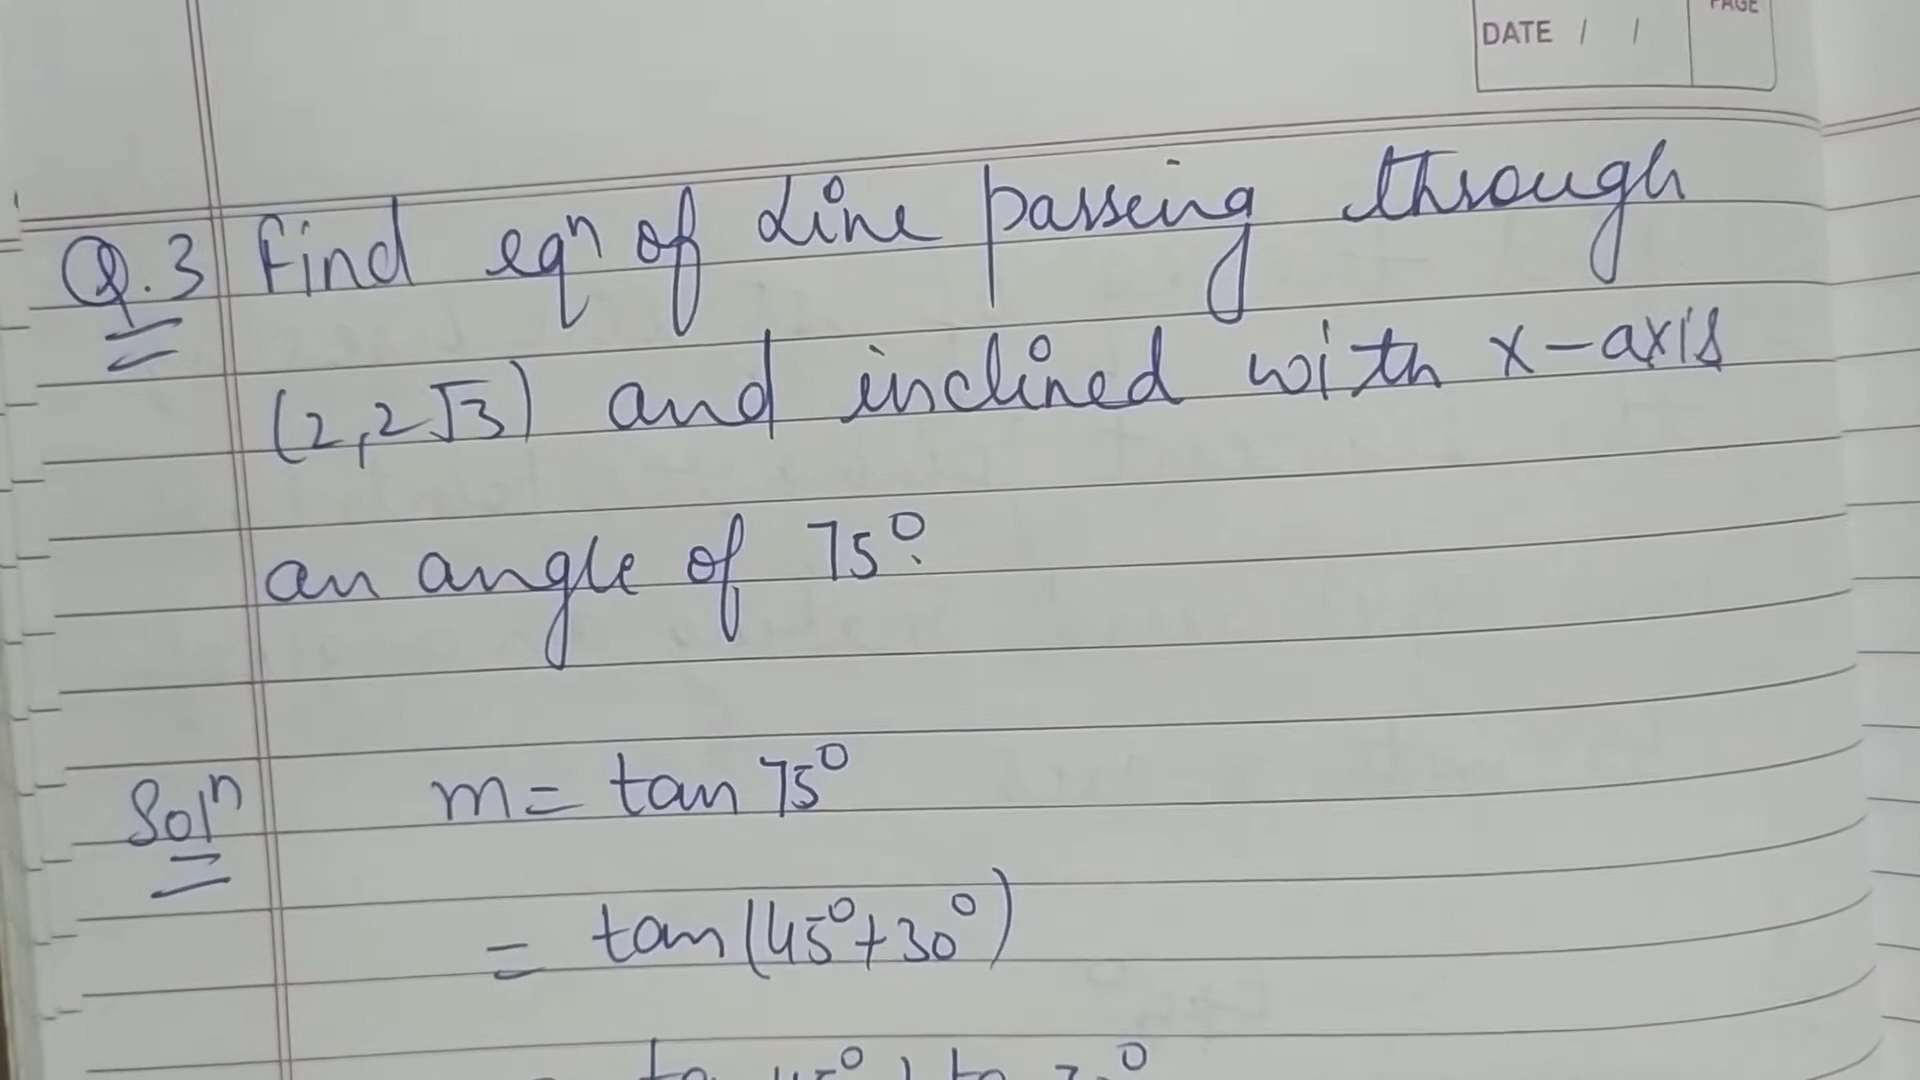 PAGE
DATE / /
Q.3 Find eqⁿ of Line passing through
(2, 2√3) and inclined with x-axis
an angle of 75°.
Solⁿ m = tan 75°
= tan (45° + 30°)